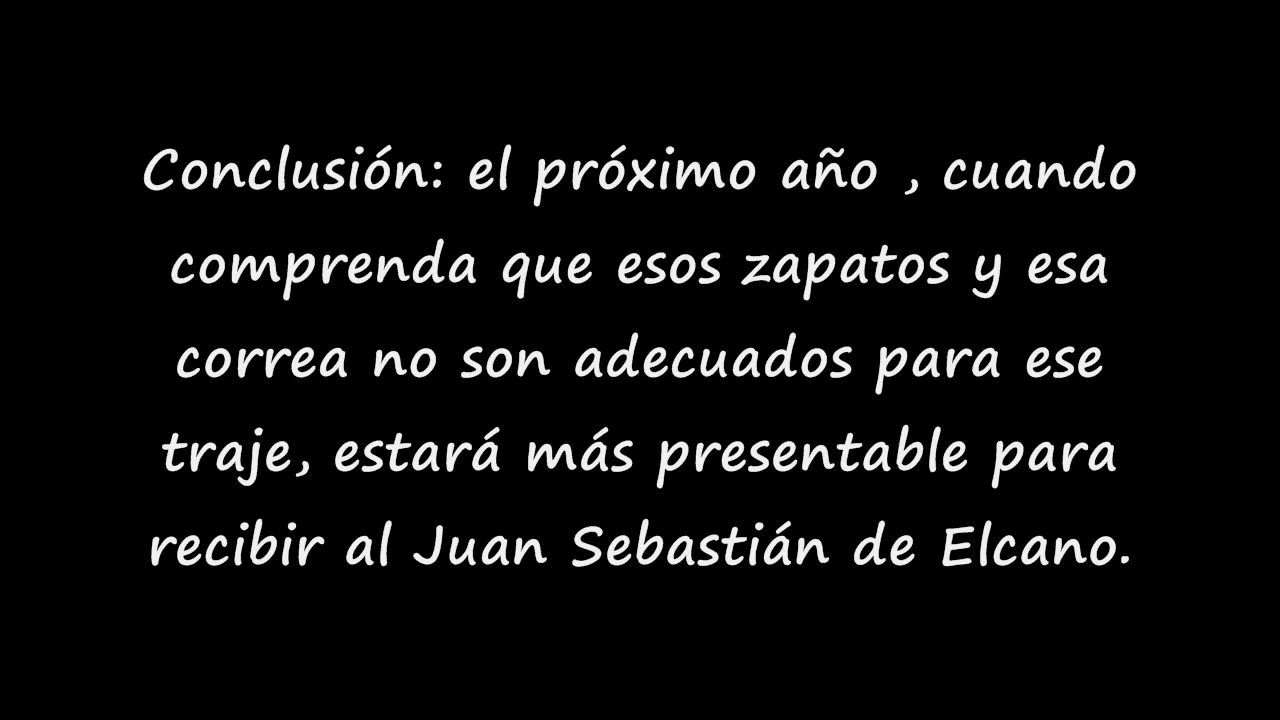 Conclusión: el próximo año , cuando
comprenda que esos zapatos y esa
correa no son adecuados para ese
traje, estará más presentable para
recibir al Juan Sebastián de Elcano.